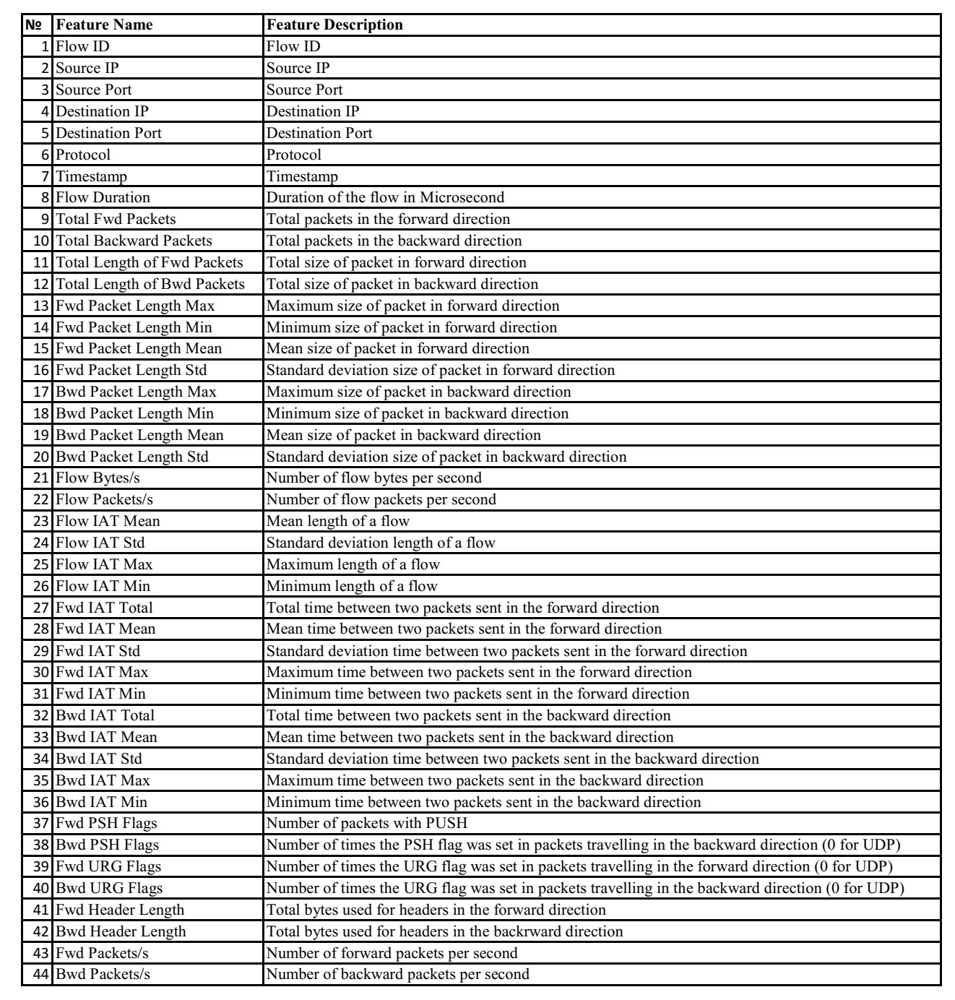 № Feature Name Feature Description
1 Flow ID Flow ID
2 Source IP Source IP
3 Source Port Source Port
4 Destination IP Destination IP
5 Destination Port Destination Port
6 Protocol Protocol
7 Timestamp Timestamp
8 Flow Duration Duration of the flow in Microsecond
9 Total Fwd Packets Total packets in the forward direction
10 Total Backward Packets Total packets in the backward direction
11 Total Length of Fwd Packets Total size of packet in forward direction
12 Total Length of Bwd Packets Total size of packet in backward direction
13 Fwd Packet Length Max Maximum size of packet in forward direction
14 Fwd Packet Length Min Minimum size of packet in forward direction
15 Fwd Packet Length Mean Mean size of packet in forward direction
16 Fwd Packet Length Std Standard deviation size of packet in forward direction
17 Bwd Packet Length Max Maximum size of packet in backward direction
18 Bwd Packet Length Min Minimum size of packet in backward direction
19 Bwd Packet Length Mean Mean size of packet in backward direction
20 Bwd Packet Length Std Standard deviation size of packet in backward direction
21 Flow Bytes/s Number of flow bytes per second
22 Flow Packets/s Number of flow packets per second
23 Flow IAT Mean Mean length of a flow
24 Flow IAT Std Standard deviation length of a flow
25 Flow IAT Max Maximum length of a flow
26 Flow IAT Min Minimum length of a flow
27 Fwd IAT Total Total time between two packets sent in the forward direction
28 Fwd IAT Mean Mean time between two packets sent in the forward direction
29 Fwd IAT Std Standard deviation time between two packets sent in the forward direction
30 Fwd IAT Max Maximum time between two packets sent in the forward direction
31 Fwd IAT Min Minimum time between two packets sent in the forward direction
32 Bwd IAT Total Total time between two packets sent in the backward direction
33 Bwd IAT Mean Mean time between two packets sent in the backward direction
34 Bwd IAT Std Standard deviation time between two packets sent in the backward direction
35 Bwd IAT Max Maximum time between two packets sent in the backward direction
36 Bwd IAT Min Minimum time between two packets sent in the backward direction
37 Fwd PSH Flags Number of packets with PUSH
38 Bwd PSH Flags Number of times the PSH flag was set in packets travelling in the backward direction (0 for UDP)
39 Fwd URG Flags Number of times the URG flag was set in packets travelling in the forward direction (0 for UDP)
40 Bwd URG Flags Number of times the URG flag was set in packets travelling in the backward direction (0 for UDP)
41 Fwd Header Length Total bytes used for headers in the forward direction
42 Bwd Header Length Total bytes used for headers in the backrward direction
43 Fwd Packets/s Number of forward packets per second
44 Bwd Packets/s Number of backward packets per second